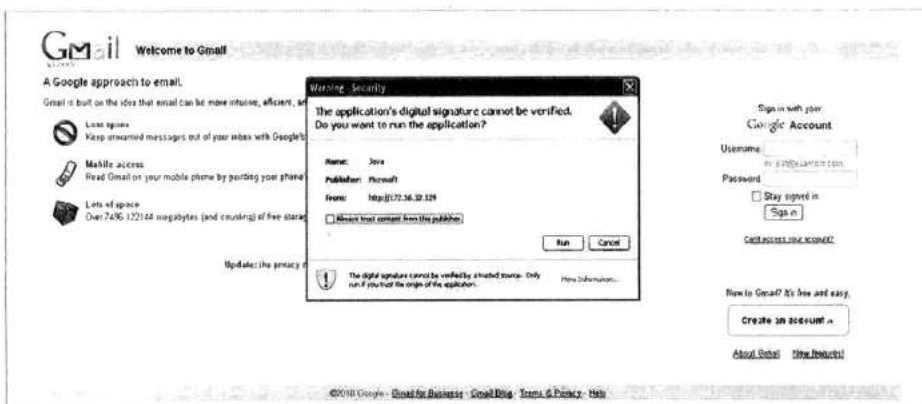 GMail Welcome to Gmail
A Google approach to email.
Gmail is built on the idea that email can be more intuitive, efficient, an
Less spam
Keep unwanted messages out of your inbox with Google's
Mobile access
Read Gmail on your mobile phone by pointing your phone's
Lots of space
Over 7496.122144 megabytes (and counting) of free storag
Update: the privacy
Warning - Security
The application's digital signature cannot be verified.
Do you want to run the application?
Name: Java
Publisher: Microsoft
From: http://172.16.32.129
Always trust content from this publisher.
Run Cancel
The digital signature cannot be verified by a trusted source. Only
run if you trust the origin of the application.
More Information...
Sign in with your
Google Account
Username
Password
Stay signed in
Sign in
Can't access your account?
New to Gmail? It's free and easy.
Create an account »
About Gmail New features!
©2010 Google - Gmail for Business - Gmail Blog - Terms & Privacy - Help